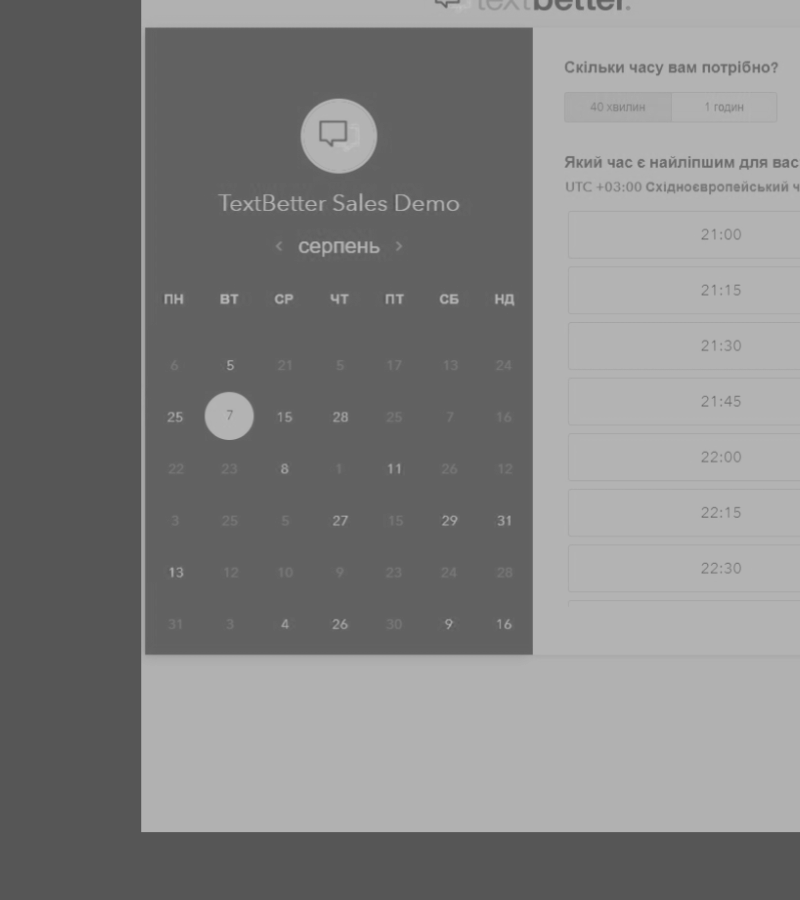 textbetter.
TextBetter Sales Demo
‹ серпень ›
ПН ВТ СР ЧТ ПТ СБ НД
6 5 21 5 17 13 24
25 7 15 28 25 7 16
22 23 8 1 11 26 12
3 25 5 27 15 29 31
13 12 10 9 23 24 28
31 3 4 26 30 9 16
Скільки часу вам потрібно?
40 хвилин 1 годин
Який час є найліпшим для вас
UTC +03:00 Східноєвропейський ч
21:00
21:15
21:30
21:45
22:00
22:15
22:30